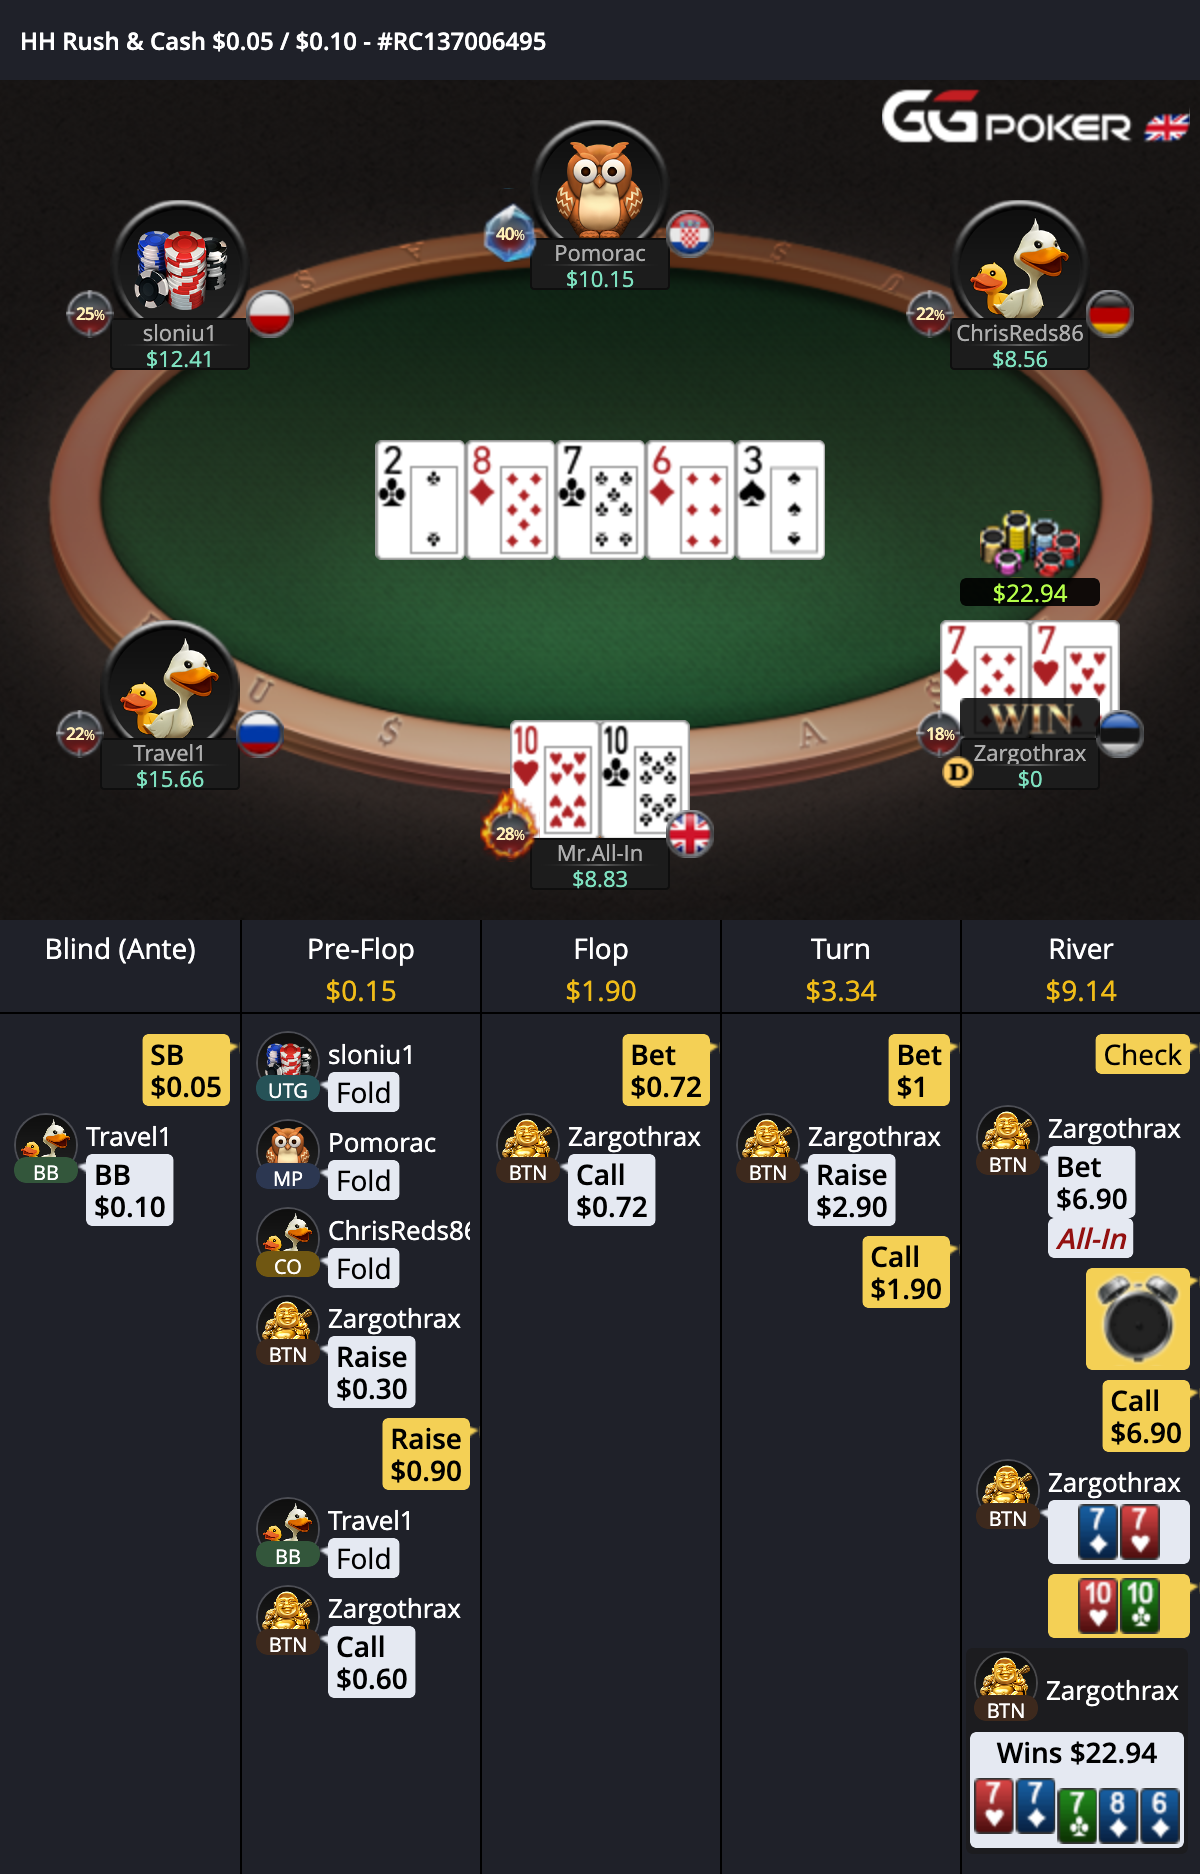 HH Rush & Cash $0.05 / $0.10 - #RC137006495
GG POKER
40%
Pomorac
$10.15
25%
sloniu1
$12.41
22%
ChrisReds86
$8.56
2
8
7
6
3
$22.94
7
7
WIN
18%
Zargothrax
D
$0
22%
Travel1
$15.66
10
10
28%
Mr.All-In
$8.83
Blind (Ante)
SB
$0.05
Travel1
BB
BB
$0.10
Pre-Flop
$0.15
sloniu1
UTG
Fold
Pomorac
MP
Fold
ChrisReds86
CO
Fold
Zargothrax
BTN
Raise
$0.30
Raise
$0.90
Travel1
BB
Fold
Zargothrax
BTN
Call
$0.60
Flop
$1.90
Bet
$0.72
Zargothrax
BTN
Call
$0.72
Turn
$3.34
Bet
$1
Zargothrax
BTN
Raise
$2.90
Call
$1.90
River
$9.14
Check
Zargothrax
BTN
Bet
$6.90
All-In
Call
$6.90
Zargothrax
BTN
7 7
10 10
Zargothrax
BTN
Wins $22.94
7 7 7 8 6